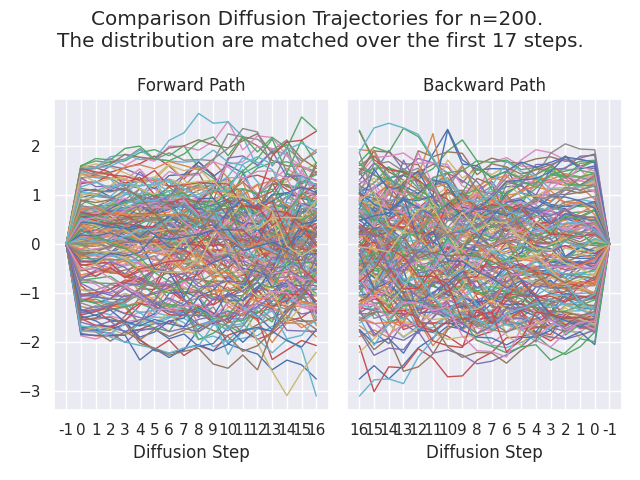 Comparison Diffusion Trajectories for n=200.
The distribution are matched over the first 17 steps.
Forward Path
Backward Path
2
1
0
−1
−2
−3
-1 0 1 2 3 4 5 6 7 8 9 10 11 12 13 14 15 16
16 15 14 13 12 11 10 9 8 7 6 5 4 3 2 1 0 -1
Diffusion Step
Diffusion Step